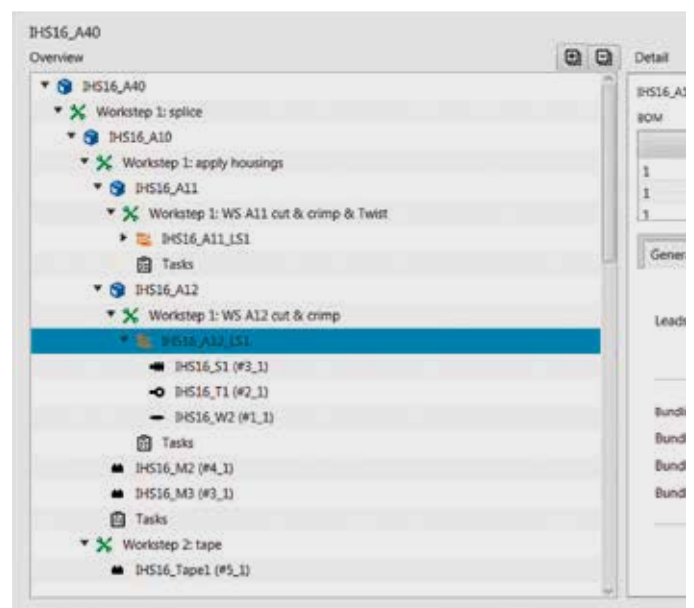 IHS16_A40
Overview
Detail
IHS16_A40
Workstep 1: splice
IHS16_A10
Workstep 1: apply housings
IHS16_A11
Workstep 1: WS A11 cut & crimp & Twist
IHS16_A11_LS1
Tasks
IHS16_A12
Workstep 1: WS A12 cut & crimp
IHS16_A12_LS1
IHS16_S1 (#3_1)
IHS16_T1 (#2_1)
IHS16_W2 (#1_1)
Tasks
IHS16_M2 (#4_1)
IHS16_M3 (#3_1)
Tasks
Workstep 2: tape
IHS16_Tape1 (#5_1)
IHS16_A1
BOM
1
1
1
Genera
Leads
Bundl
Bundl
Bundl
Bundl